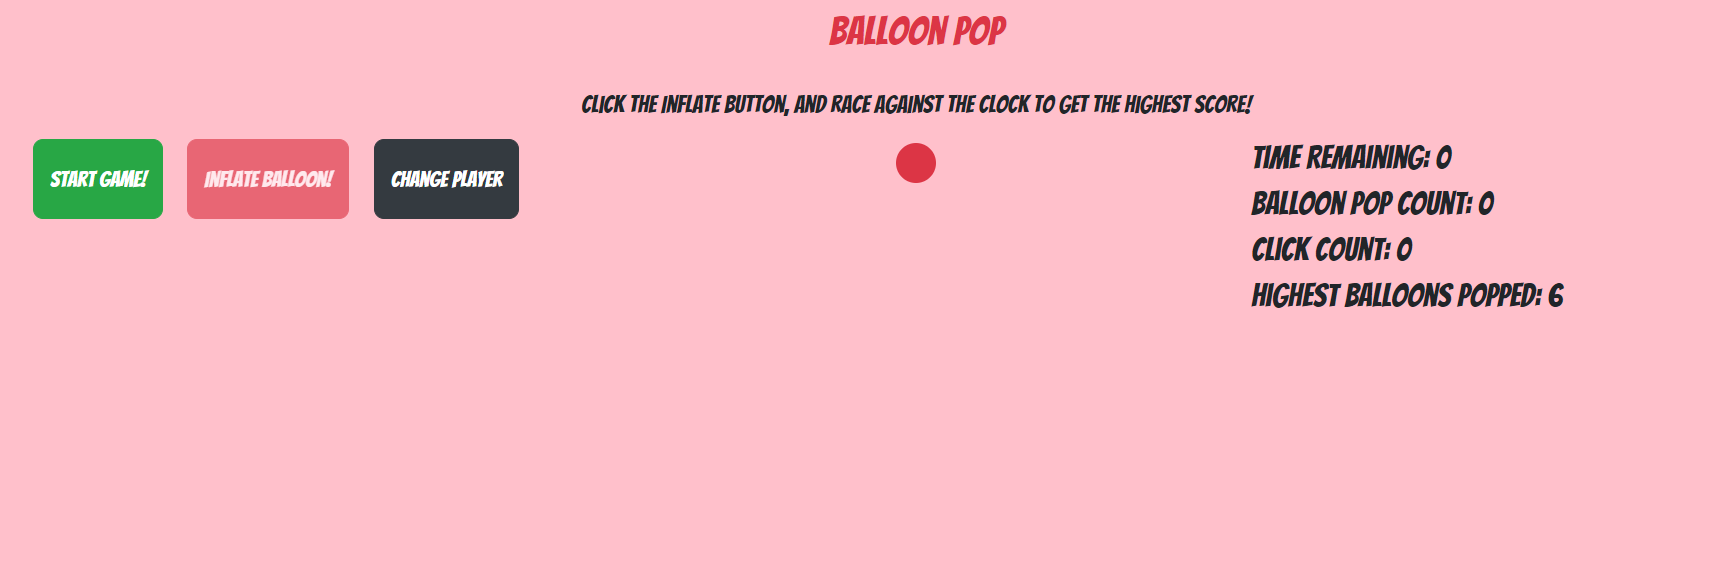 BALLOON POP
CLICK THE INFLATE BUTTON, AND RACE AGAINST THE CLOCK TO GET THE HIGHEST SCORE!
START GAME!
INFLATE BALLOON!
CHANGE PLAYER
TIME REMAINING: 0
BALLOON POP COUNT: 0
CLICK COUNT: 0
HIGHEST BALLOONS POPPED: 6